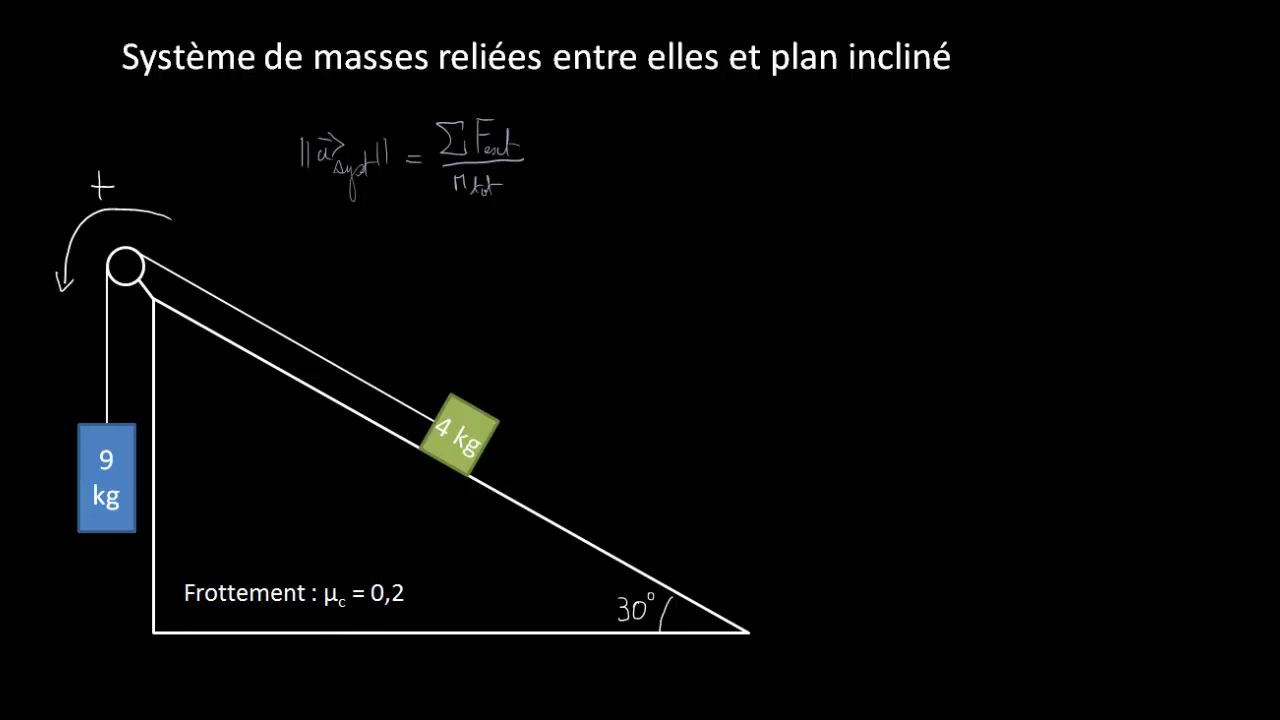 Système de masses reliées entre elles et plan incliné
||a⃗syst|| = ∑ Fext / mtot
+
4 kg
9
kg
Frottement : μc = 0,2
30°